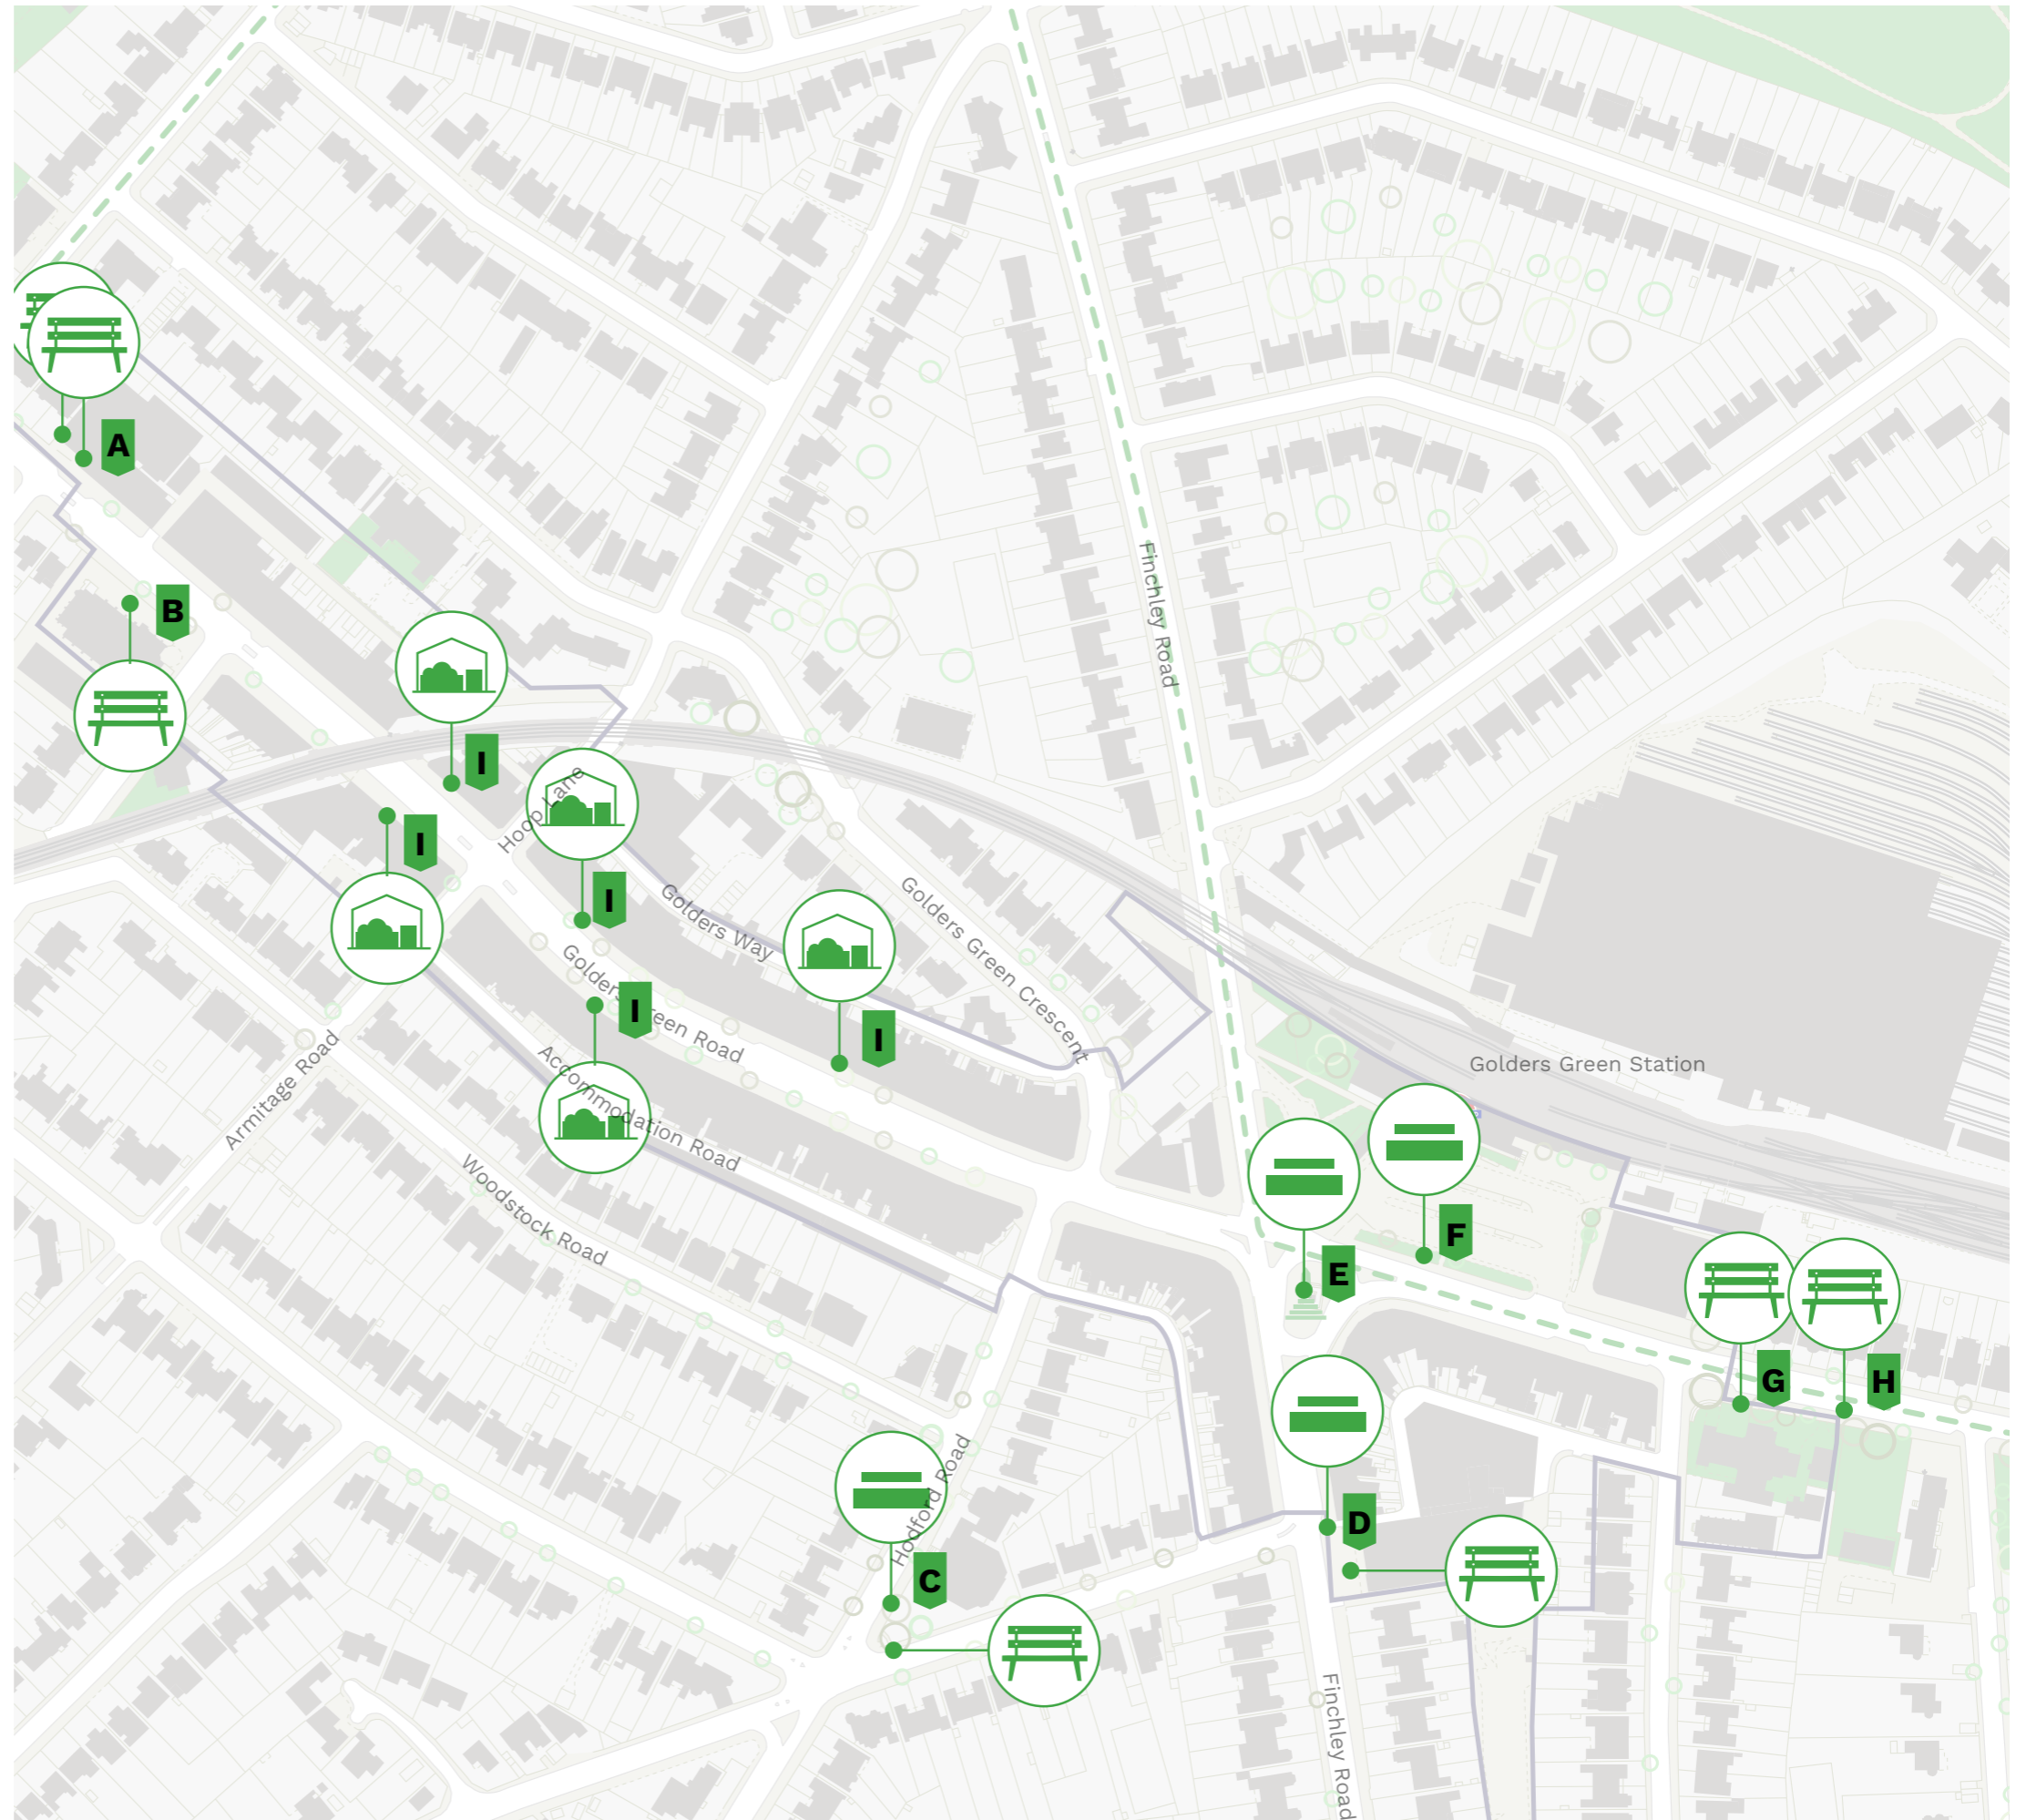 A
Finchley Road
B
I
Hoop Lane
I
I
Golders Way
Golders Green Crescent
I
I
Golders Green Road
Accommodation Road
Armitage Road
Woodstock Road
Golders Green Station
F
E
G
H
Hodford Road
D
C
Finchley Road